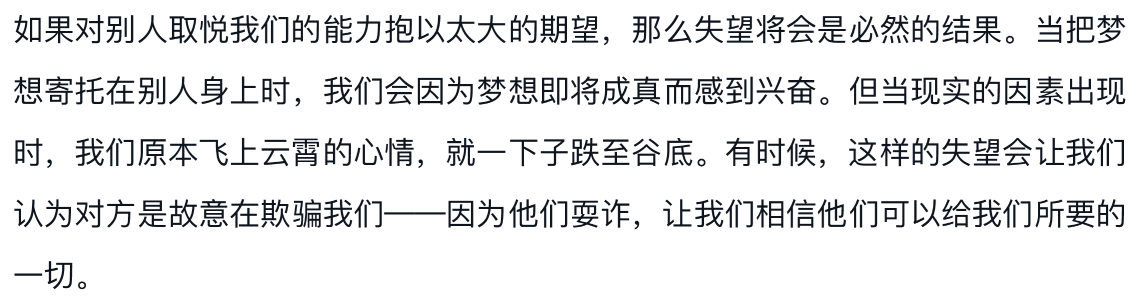 如果对别人取悦我们的能力抱以太大的期望，那么失望将会是必然的结果。当把梦
想寄托在别人身上时，我们会因为梦想即将成真而感到兴奋。但当现实的因素出现
时，我们原本飞上云霄的心情，就一下子跌至谷底。有时候，这样的失望会让我们
认为对方是故意在欺骗我们——因为他们耍诈，让我们相信他们可以给我们所要的
一切。